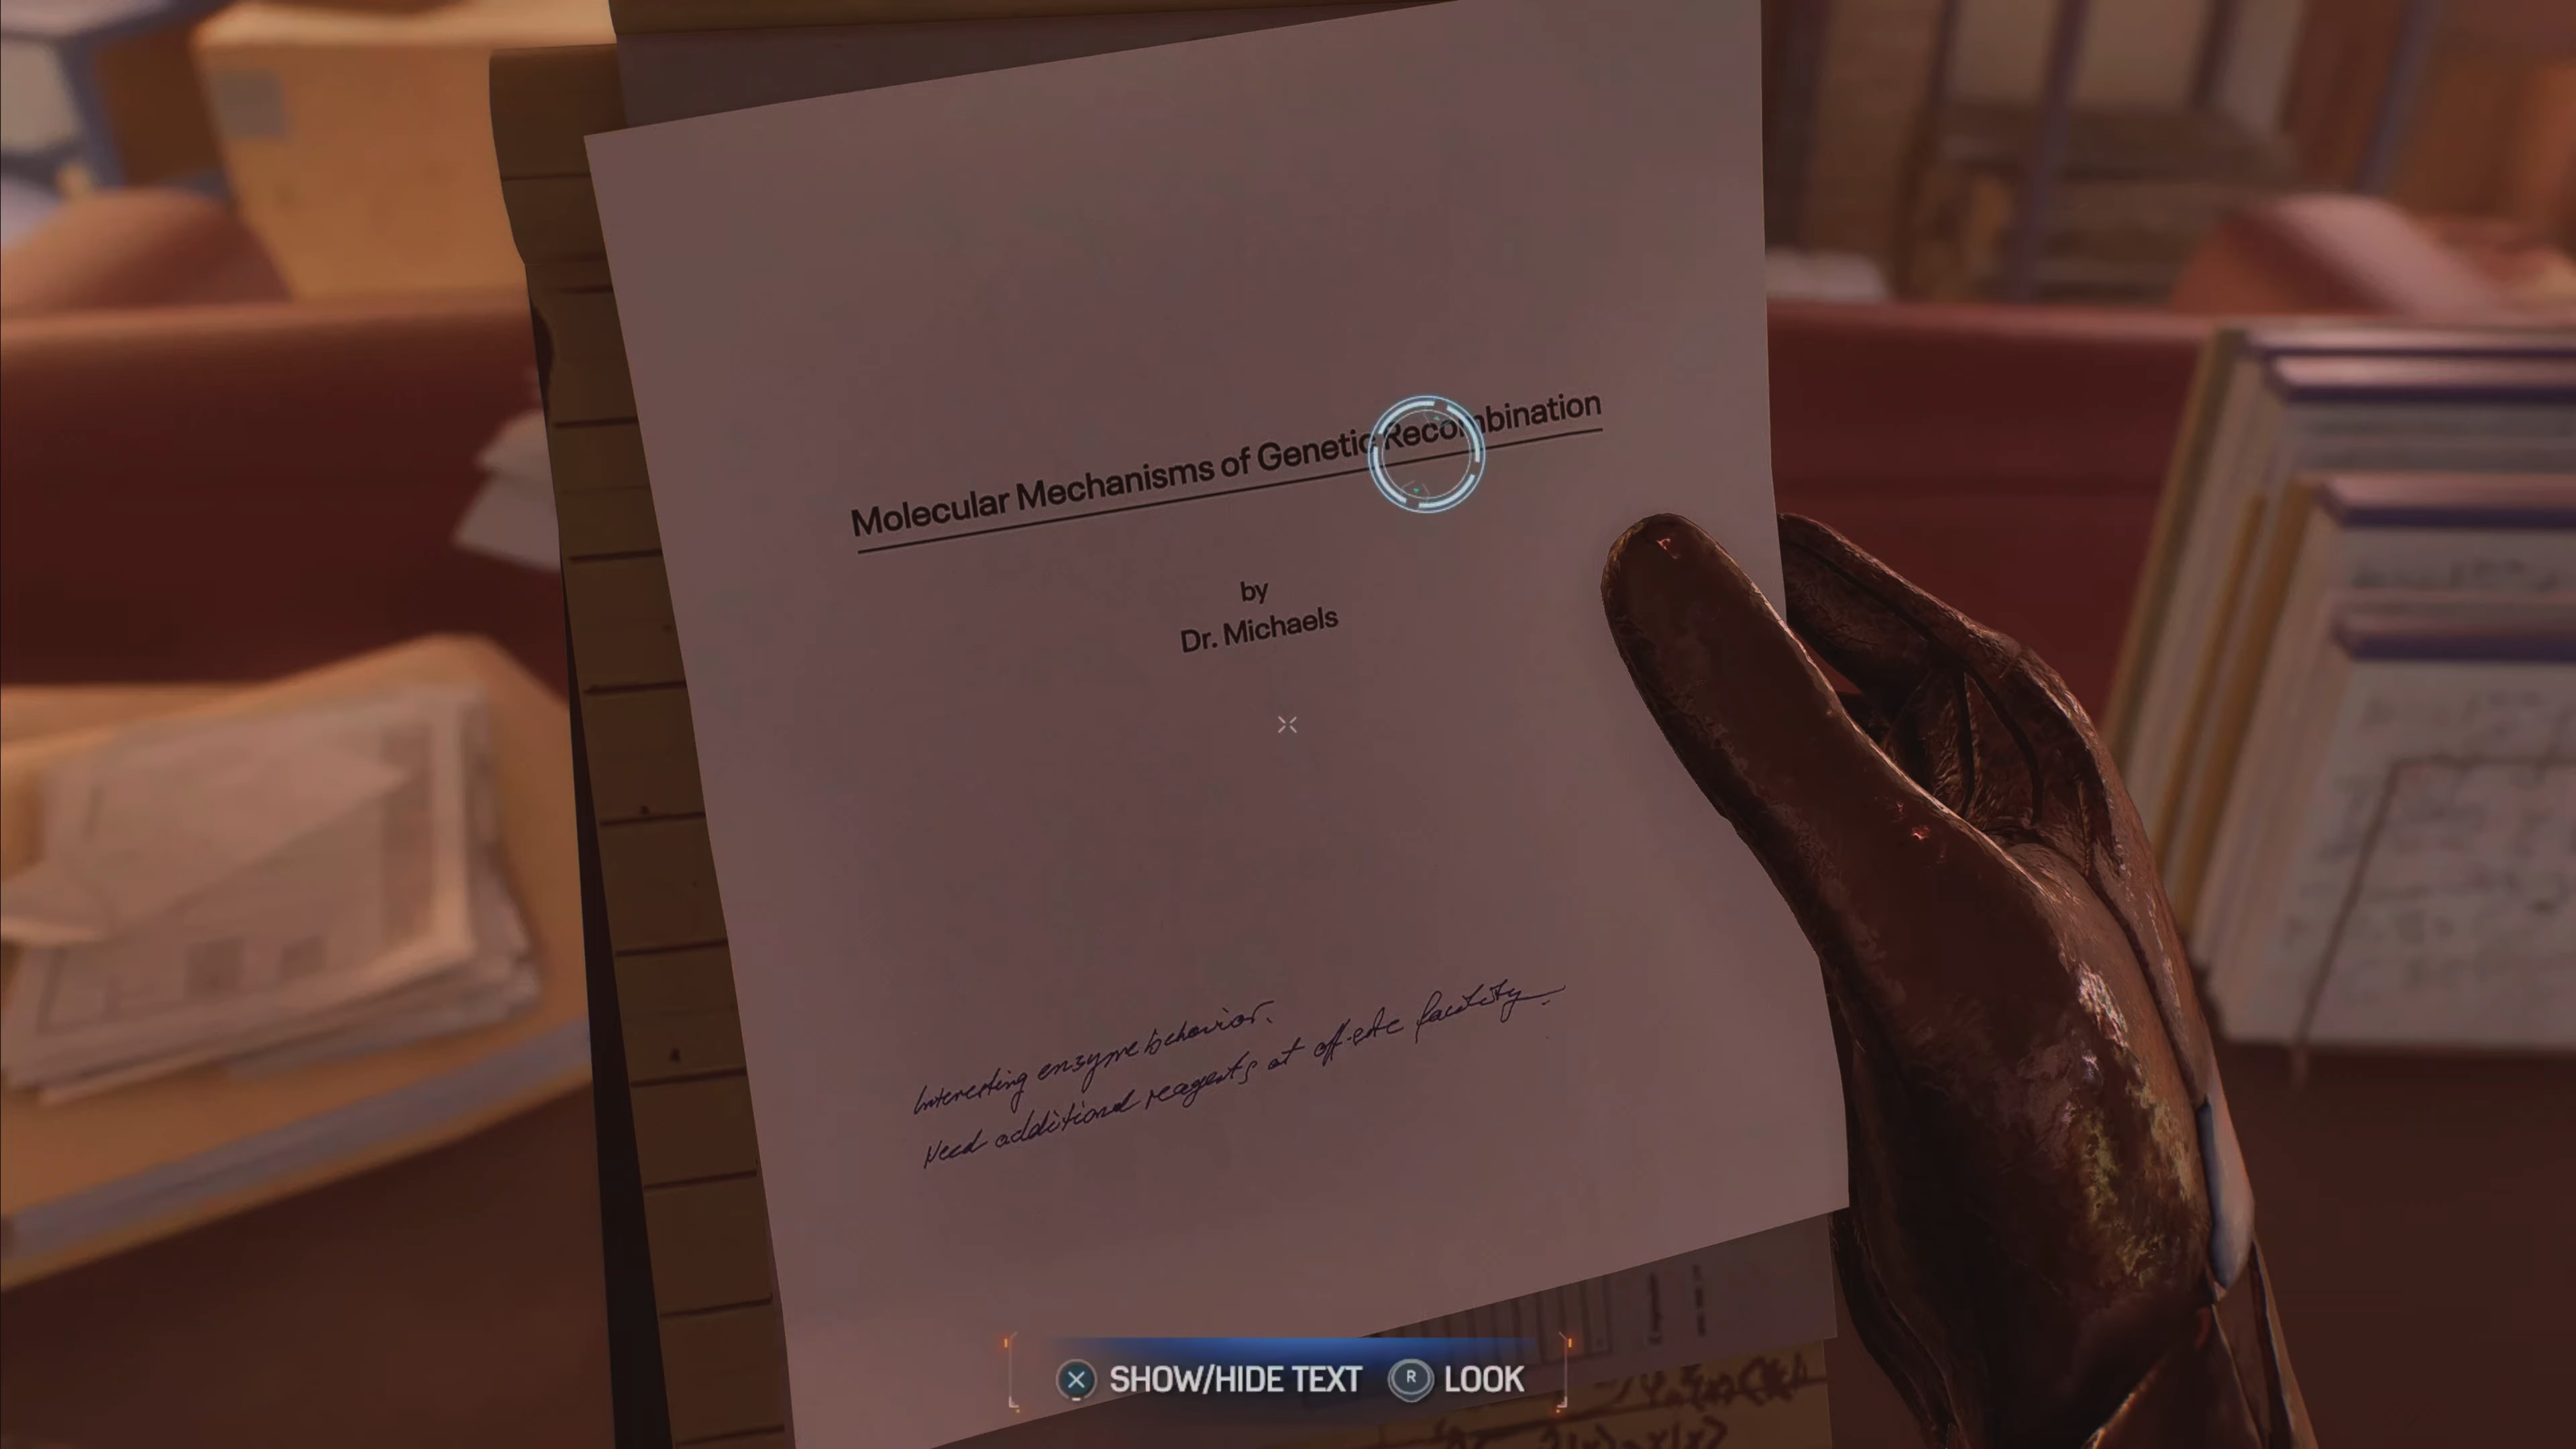 Molecular Mechanisms of Genetic Recombination
by
Dr. Michaels
Interesting enzyme behavior.
Need additional reagents at off-site facility.
SHOW/HIDE TEXT R LOOK